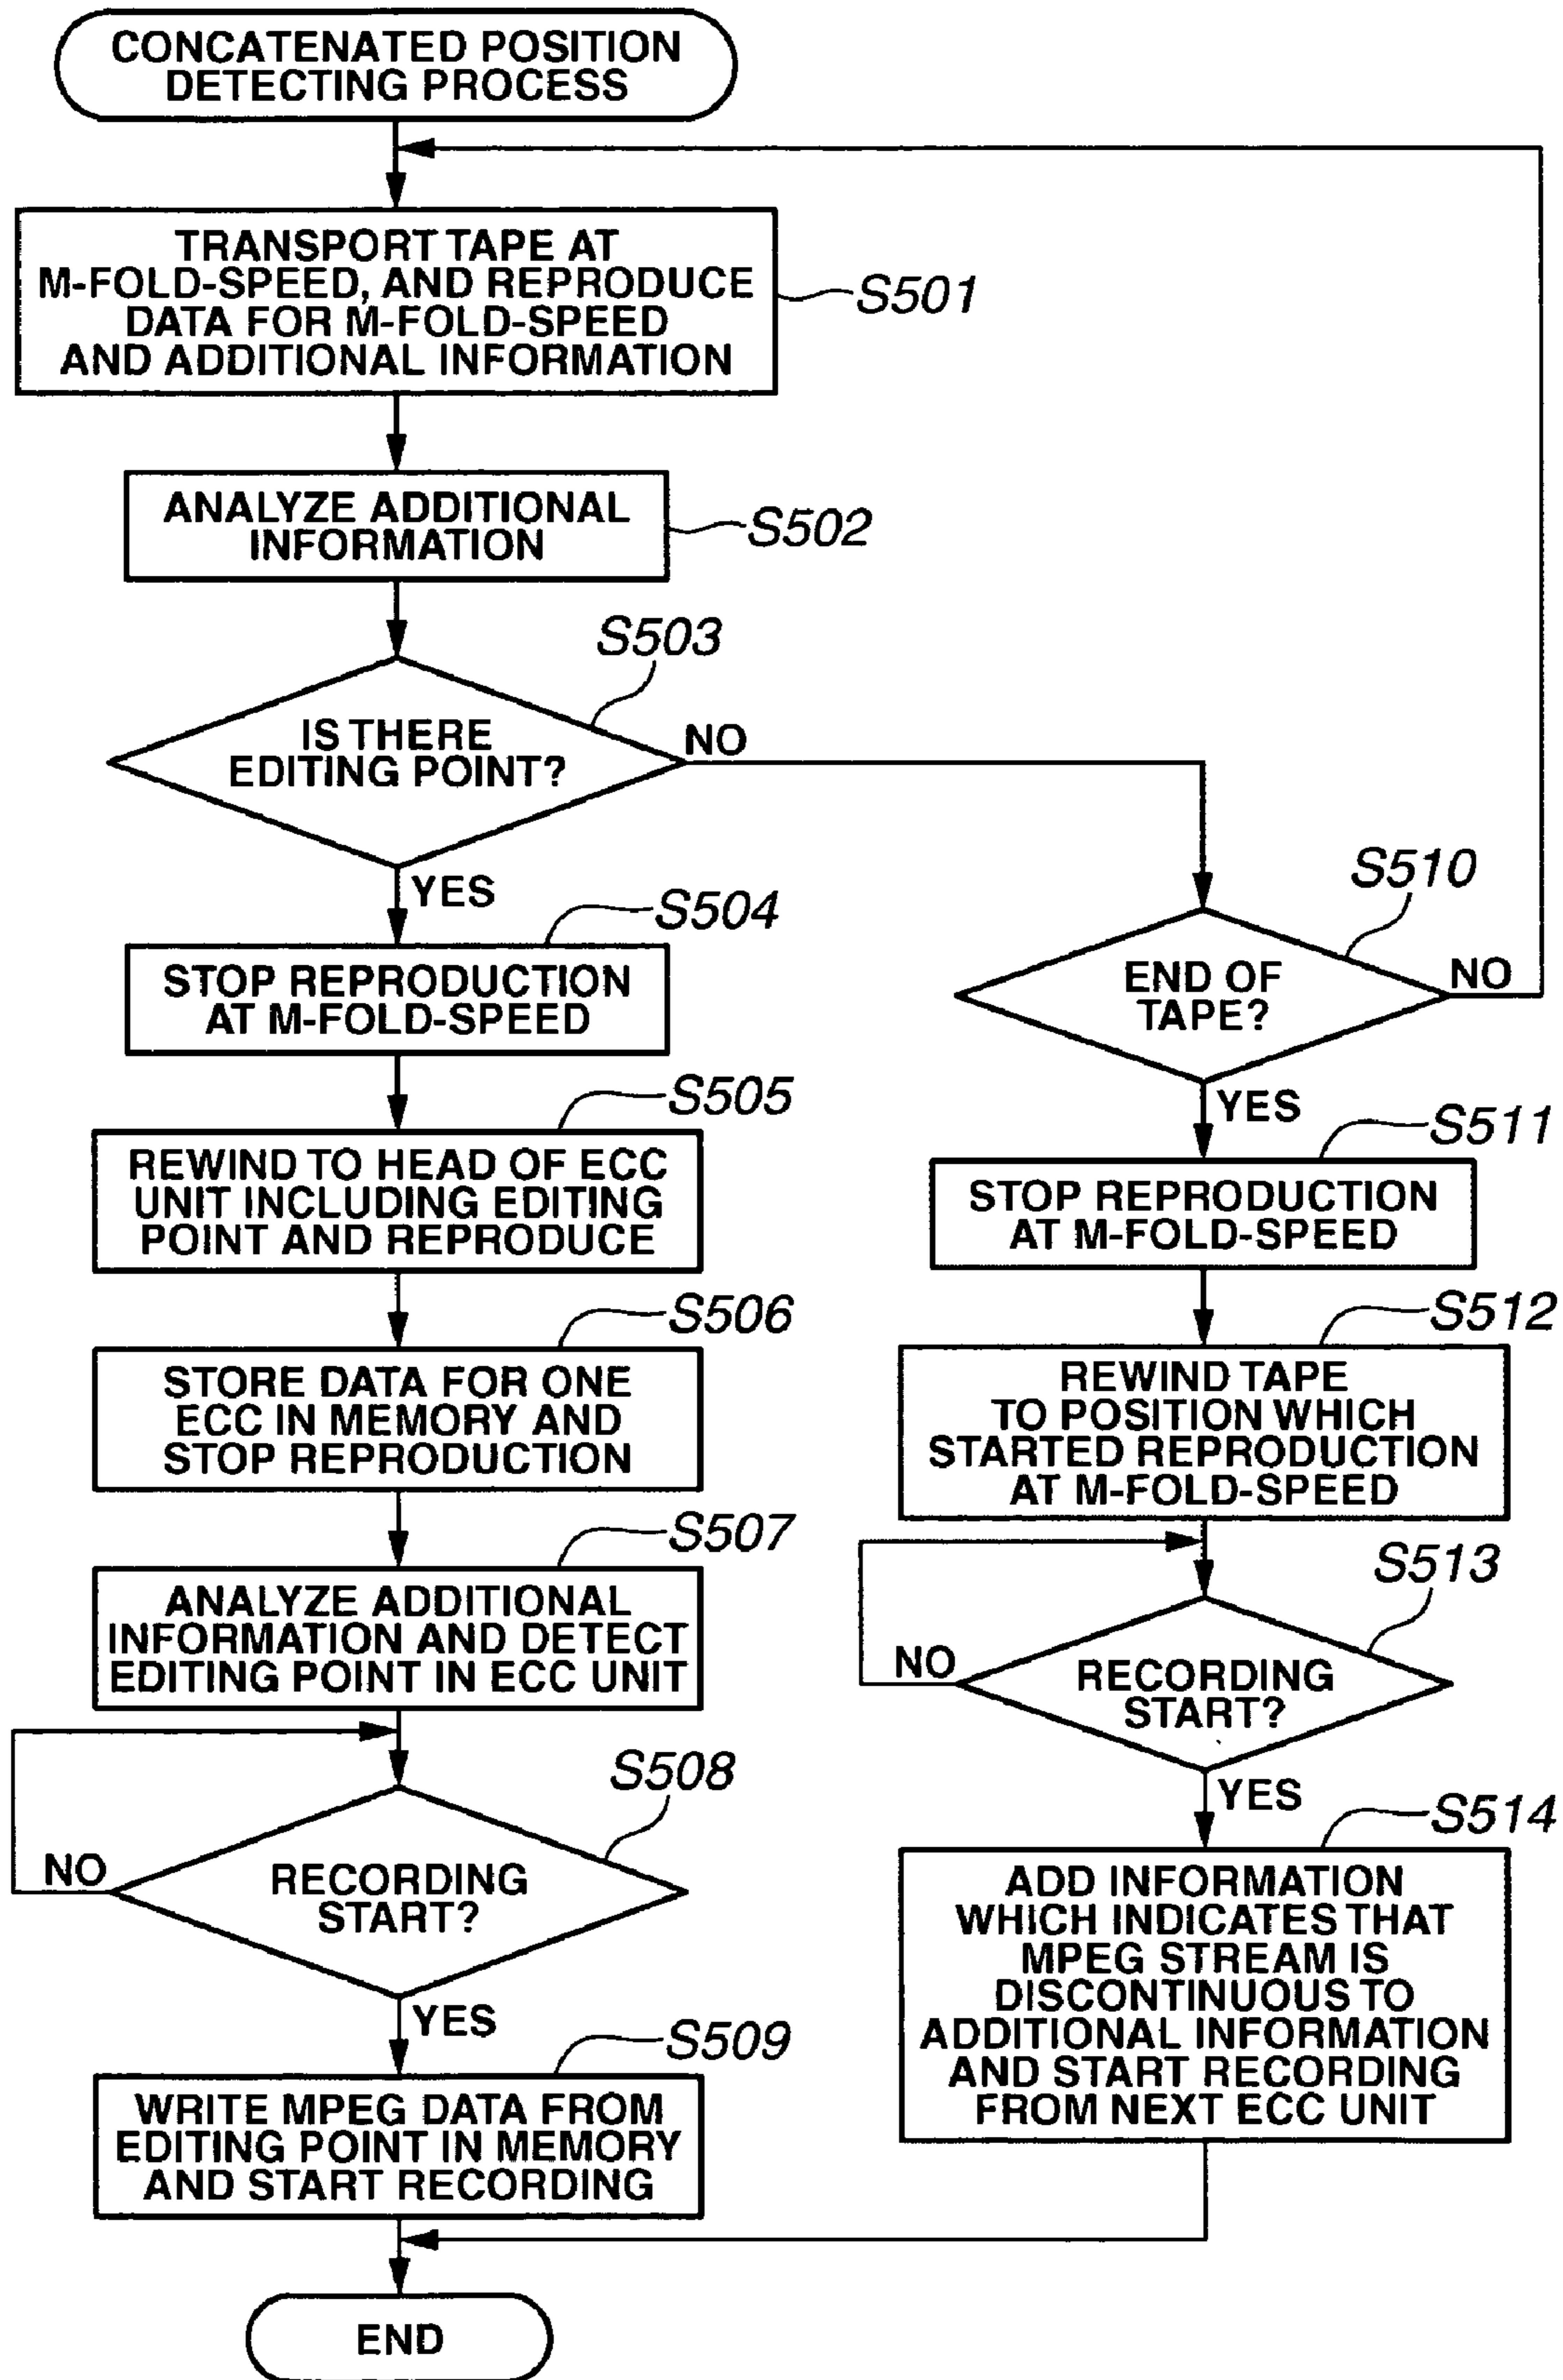 CONCATENATED POSITION
DETECTING PROCESS
TRANSPORT TAPE AT
M-FOLD-SPEED, AND REPRODUCE
DATA FOR M-FOLD-SPEED
AND ADDITIONAL INFORMATION
S501
ANALYZE ADDITIONAL
INFORMATION
S502
S503
IS THERE
EDITING POINT?
NO
YES
S504
STOP REPRODUCTION
AT M-FOLD-SPEED
S505
REWIND TO HEAD OF ECC
UNIT INCLUDING EDITING
POINT AND REPRODUCE
S506
STORE DATA FOR ONE
ECC IN MEMORY AND
STOP REPRODUCTION
S507
ANALYZE ADDITIONAL
INFORMATION AND DETECT
EDITING POINT IN ECC UNIT
S508
RECORDING
START?
NO
YES
S509
WRITE MPEG DATA FROM
EDITING POINT IN MEMORY
AND START RECORDING
S510
END OF
TAPE?
NO
YES
S511
STOP REPRODUCTION
AT M-FOLD-SPEED
S512
REWIND TAPE
TO POSITION WHICH
STARTED REPRODUCTION
AT M-FOLD-SPEED
S513
RECORDING
START?
NO
YES
S514
ADD INFORMATION
WHICH INDICATES THAT
MPEG STREAM IS
DISCONTINUOUS TO
ADDITIONAL INFORMATION
AND START RECORDING
FROM NEXT ECC UNIT
END